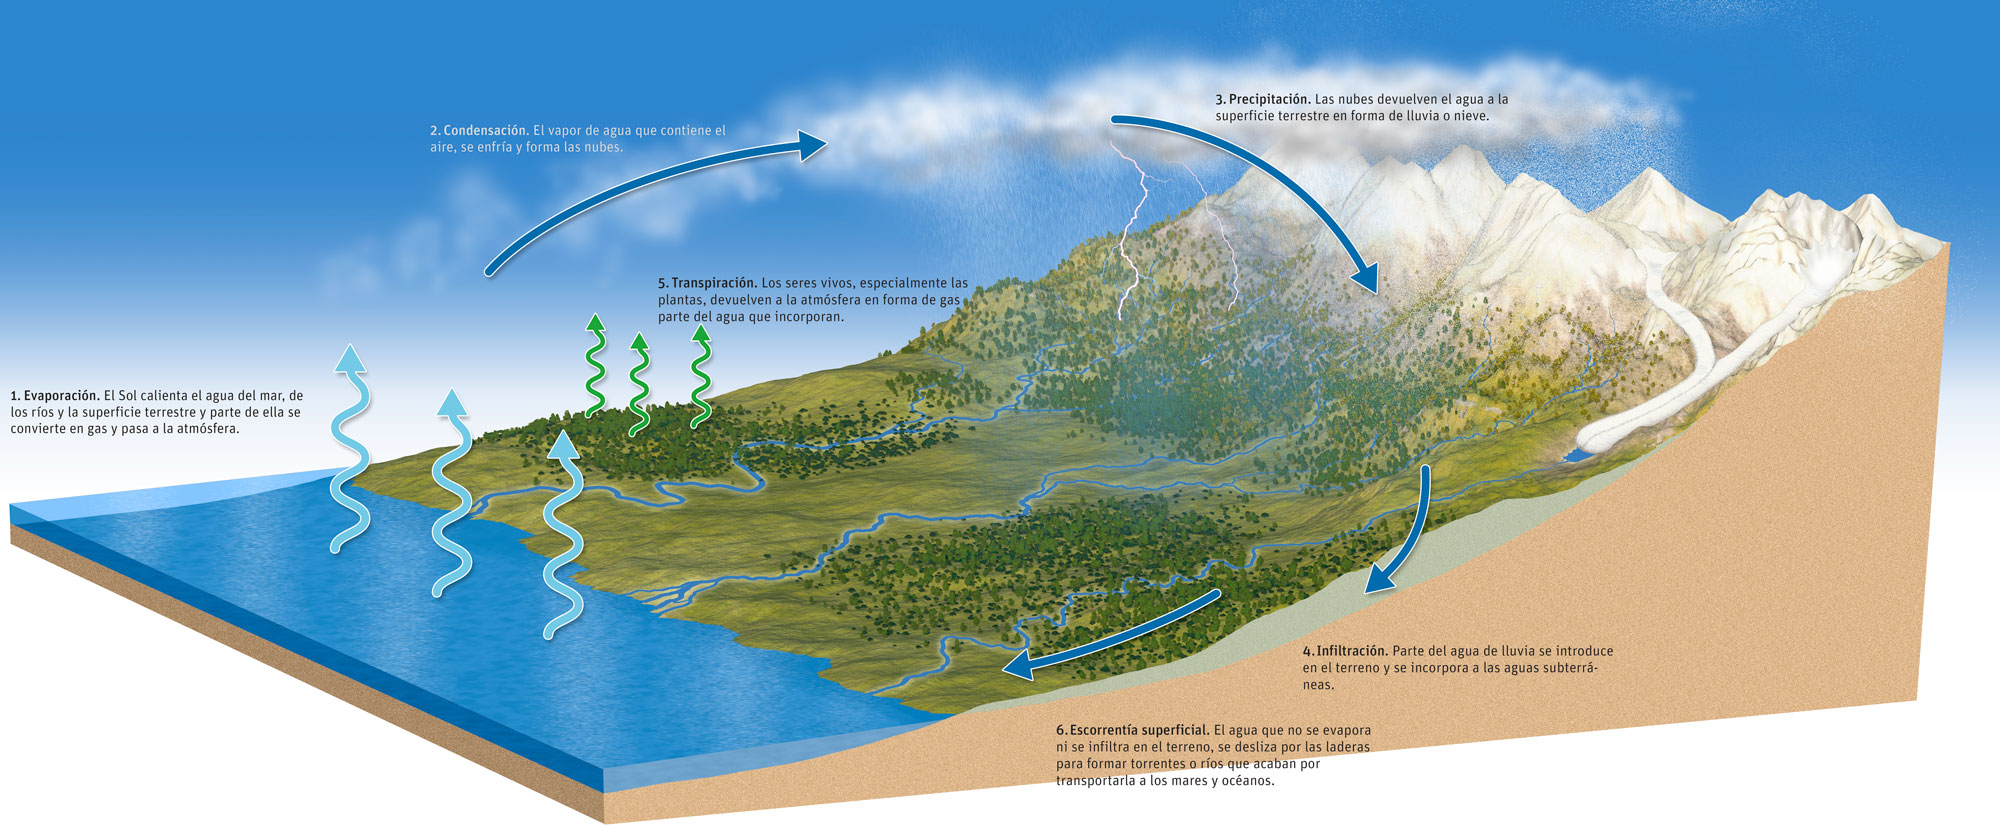 1. Evaporación. El Sol calienta el agua del mar, de
los ríos y la superficie terrestre y parte de ella se
convierte en gas y pasa a la atmósfera.
2. Condensación. El vapor de agua que contiene el
aire, se enfría y forma las nubes.
3. Precipitación. Las nubes devuelven el agua a la
superficie terrestre en forma de lluvia o nieve.
4. Infiltración. Parte del agua de lluvia se introduce
en el terreno y se incorpora a las aguas subterrá-
neas.
5. Transpiración. Los seres vivos, especialmente las
plantas, devuelven a la atmósfera en forma de gas
parte del agua que incorporan.
6. Escorrentía superficial. El agua que no se evapora
ni se infiltra en el terreno, se desliza por las laderas
para formar torrentes o ríos que acaban por
transportarla a los mares y océanos.